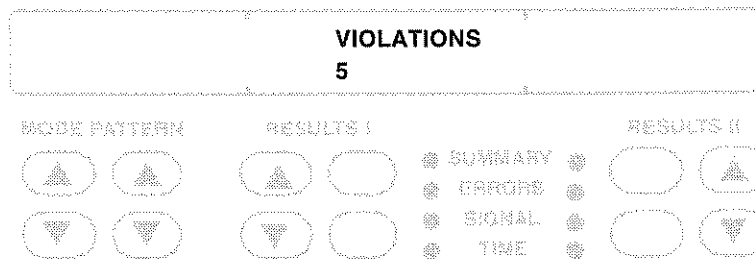 VIOLATIONS
5
MODE PATTERN RESULTS I RESULTS II
SUMMARY
ERRORS
SIGNAL
TIME